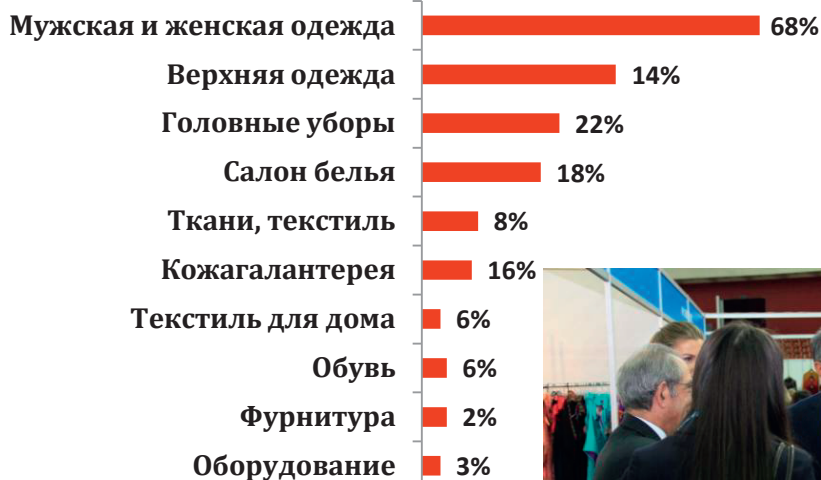 Мужская и женская одежда 68%
Верхняя одежда 14%
Головные уборы 22%
Салон белья 18%
Ткани, текстиль 8%
Кожагалантерея 16%
Текстиль для дома 6%
Обувь 6%
Фурнитура 2%
Оборудование 3%